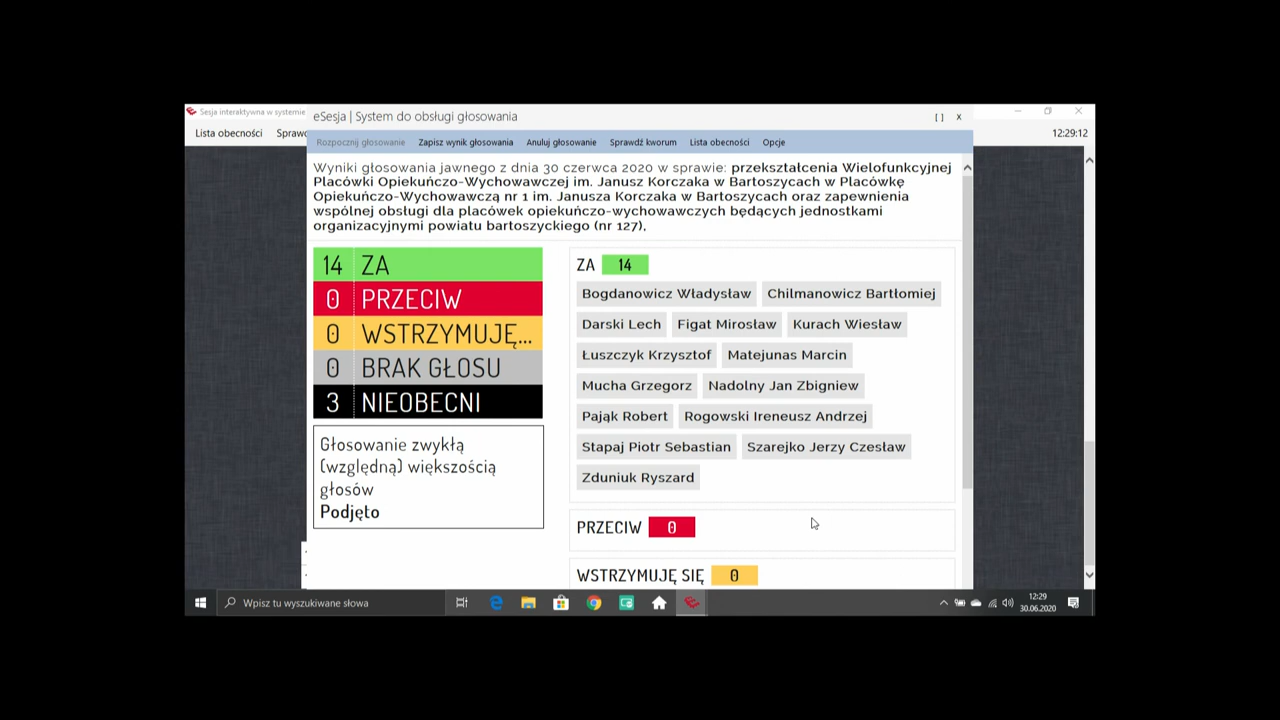 Sesja interaktywna w systemie
eSesja | System do obsługi głosowania
[ ] x
Lista obecności
12:29:12
Rozpocznij głosowanie Zapisz wynik głosowania Anuluj głosowanie Sprawdź kworum Lista obecności Opcje
Wyniki głosowania jawnego z dnia 30 czerwca 2020 w sprawie: przekształcenia Wielofunkcyjnej
Placówki Opiekuńczo-Wychowawczej im. Janusz Korczaka w Bartoszycach w Placówkę
Opiekuńczo-Wychowawczą nr 1 im. Janusza Korczaka w Bartoszycach oraz zapewnienia
wspólnej obsługi dla placówek opiekuńczo-wychowawczych będących jednostkami
organizacyjnymi powiatu bartoszyckiego (nr 127),
14 ZA
0 PRZECIW
0 WSTRZYMUJĘ...
0 BRAK GŁOSU
3 NIEOBECNI
Głosowanie zwykłą
(względną) większością
głosów
Podjęto
ZA 14
Bogdanowicz Władysław Chilmanowicz Bartłomiej
Darski Lech Figat Mirosław Kurach Wiesław
Łuszczyk Krzysztof Matejunas Marcin
Mucha Grzegorz Nadolny Jan Zbigniew
Pająk Robert Rogowski Ireneusz Andrzej
Stapaj Piotr Sebastian Szarejko Jerzy Czesław
Zduniuk Ryszard
PRZECIW 0
WSTRZYMUJĘ SIĘ 0
Wpisz tu wyszukiwane słowa
12:29
30.06.2020